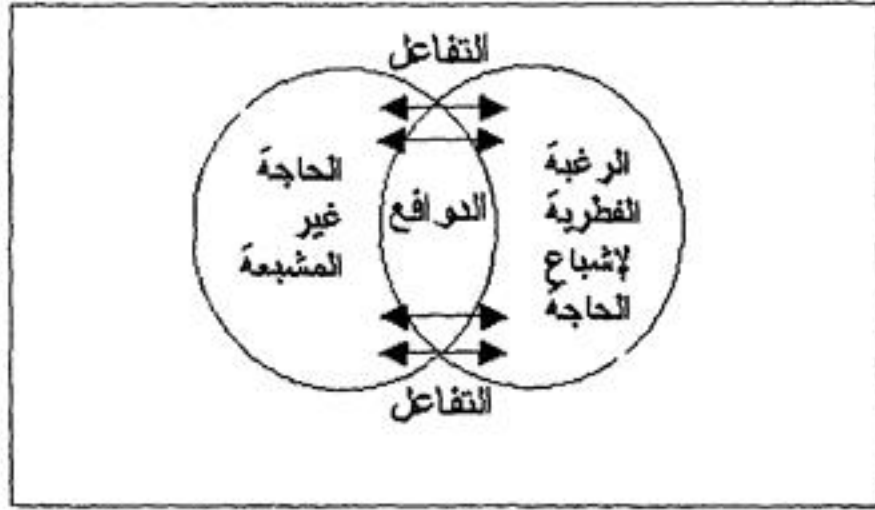 التفاعل
الرغبة
الفطرية
لإشباع
الحاجة
الدوافع
الحاجة
غير
المشبعة
التفاعل